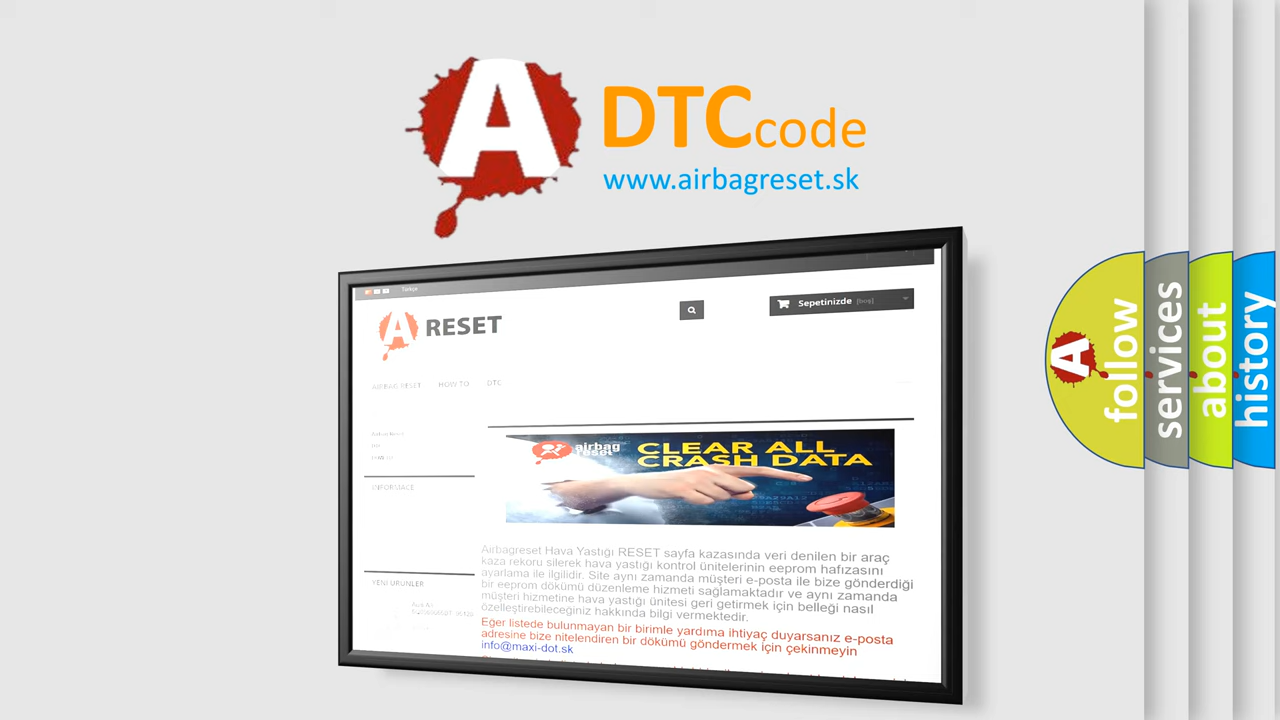 A DTCcode
www.airbagreset.sk
Türkçe
A RESET
Sepetinizde [boş]
AIRBAG RESET HOW TO DTC
INFORMACE
airbag
reset
CLEAR ALL
CRASH DATA
Airbagreset Hava Yastığı RESET sayfa kazasında veri denilen bir araç
kaza rekoru silerek hava yastığı kontrol ünitelerinin eeprom hafızasını
ayarlama ile ilgilidir. Site aynı zamanda müşteri e-posta ile bize gönderdiği
bir eeprom dökümü düzenleme hizmeti sağlamaktadır ve aynı zamanda
müşteri hizmetine hava yastığı ünitesi geri getirmek için belleği nasıl
özelleştirebileceğiniz hakkında bilgi vermektedir.
Eğer listede bulunmayan bir birimle yardıma ihtiyaç duyarsanız e-posta
adresine bize nitelendiren bir dökümü göndermek için çekinmeyin
info@maxi-dot.sk
YENI ÜRÜNLER
A follow
services
about
history